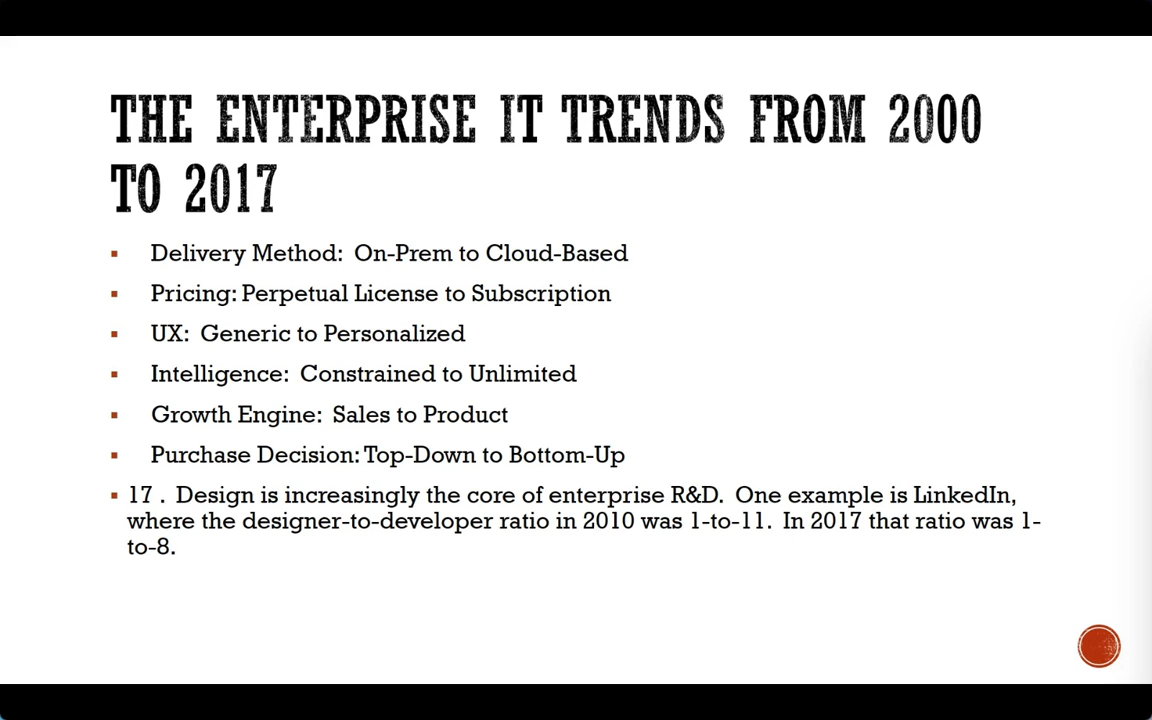 THE ENTERPRISE IT TRENDS FROM 2000
TO 2017
▪ Delivery Method:  On-Prem to Cloud-Based
▪ Pricing: Perpetual License to Subscription
▪ UX:  Generic to Personalized
▪ Intelligence:  Constrained to Unlimited
▪ Growth Engine:  Sales to Product
▪ Purchase Decision: Top-Down to Bottom-Up
▪ 17 .  Design is increasingly the core of enterprise R&D.  One example is LinkedIn,
where the designer-to-developer ratio in 2010 was 1-to-11.  In 2017 that ratio was 1-
to-8.